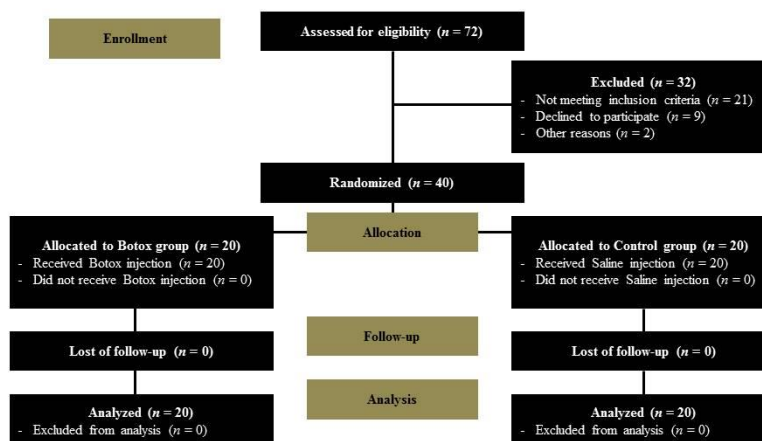 Enrollment
Assessed for eligibility (n = 72)
Excluded (n = 32)
- Not meeting inclusion criteria (n = 21)
- Declined to participate (n = 9)
- Other reasons (n = 2)
Randomized (n = 40)
Allocation
Allocated to Botox group (n = 20)
- Received Botox injection (n = 20)
- Did not receive Botox injection (n = 0)
Allocated to Control group (n = 20)
- Received Saline injection (n = 20)
- Did not receive Saline injection (n = 0)
Follow-up
Lost of follow-up (n = 0)
Lost of follow-up (n = 0)
Analysis
Analyzed (n = 20)
- Excluded from analysis (n = 0)
Analyzed (n = 20)
- Excluded from analysis (n = 0)